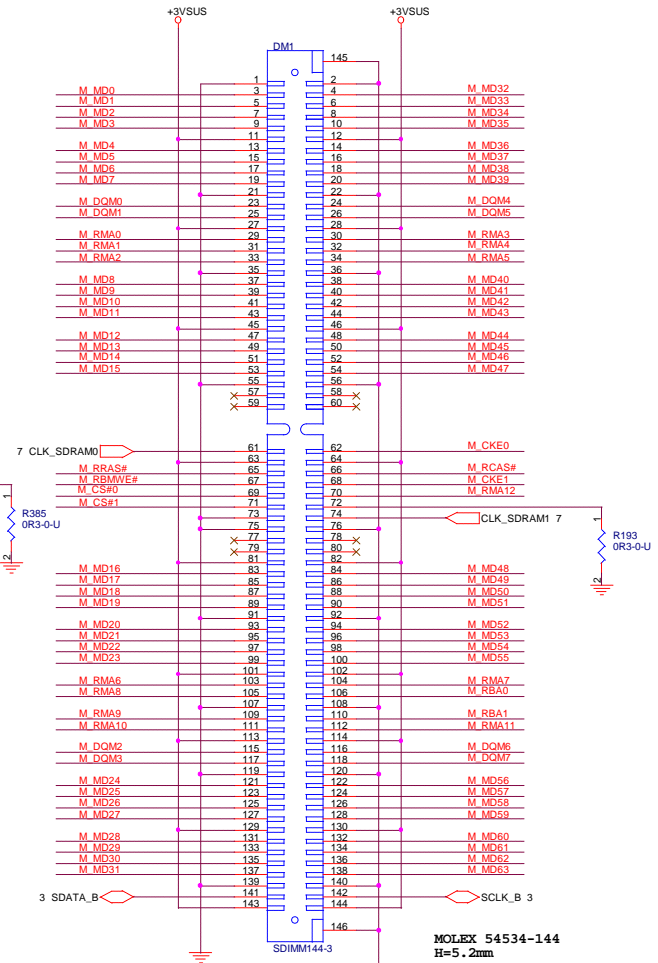 +3VSUS +3VSUS
DM1
145
1 2
M_MD0 3 4 M_MD32
M_MD1 5 6 M_MD33
M_MD2 7 8 M_MD34
M_MD3 9 10 M_MD35
11 12
M_MD4 13 14 M_MD36
M_MD5 15 16 M_MD37
M_MD6 17 18 M_MD38
M_MD7 19 20 M_MD39
21 22
M_DQM0 23 24 M_DQM4
M_DQM1 25 26 M_DQM5
27 28
M_RMA0 29 30 M_RMA3
M_RMA1 31 32 M_RMA4
M_RMA2 33 34 M_RMA5
35 36
M_MD8 37 38 M_MD40
M_MD9 39 40 M_MD41
M_MD10 41 42 M_MD42
M_MD11 43 44 M_MD43
45 46
M_MD12 47 48 M_MD44
M_MD13 49 50 M_MD45
M_MD14 51 52 M_MD46
M_MD15 53 54 M_MD47
55 56
57 58
59 60
7 CLK_SDRAM0 61 62 M_CKE0
63 64
M_RRAS# 65 66 M_RCAS#
M_RBMWE# 67 68 M_CKE1
M_CS#0 69 70 M_RMA12
M_CS#1 71 72
73 74 CLK_SDRAM1 7
75 76
77 78
79 80
81 82
1 R385 0R3-0-U 2
1 R193 0R3-0-U 2
M_MD16 83 84 M_MD48
M_MD17 85 86 M_MD49
M_MD18 87 88 M_MD50
M_MD19 89 90 M_MD51
91 92
M_MD20 93 94 M_MD52
M_MD21 95 96 M_MD53
M_MD22 97 98 M_MD54
M_MD23 99 100 M_MD55
101 102
M_RMA6 103 104 M_RMA7
M_RMA8 105 106 M_RBA0
107 108
M_RMA9 109 110 M_RBA1
M_RMA10 111 112 M_RMA11
113 114
M_DQM2 115 116 M_DQM6
M_DQM3 117 118 M_DQM7
119 120
M_MD24 121 122 M_MD56
M_MD25 123 124 M_MD57
M_MD26 125 126 M_MD58
M_MD27 127 128 M_MD59
129 130
M_MD28 131 132 M_MD60
M_MD29 133 134 M_MD61
M_MD30 135 136 M_MD62
M_MD31 137 138 M_MD63
139 140
3 SDATA_B 141 142 SCLK_B 3
143 144
146
SDIMM144-3
MOLEX 54534-144
H=5.2mm